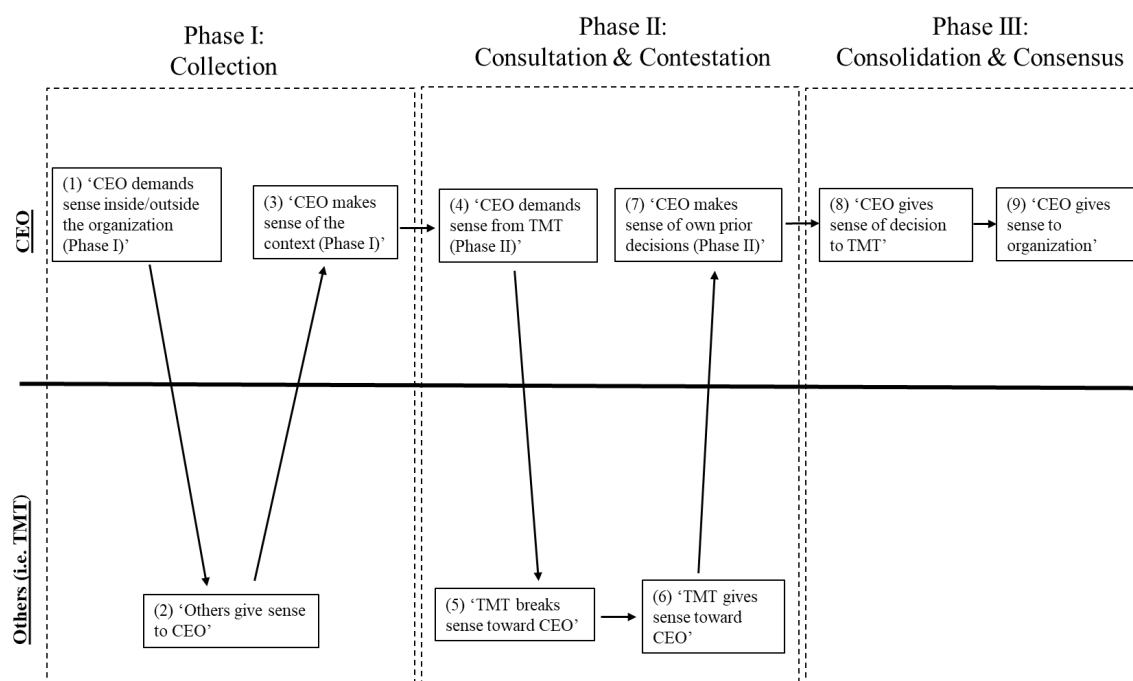 Phase I:
Collection
Phase II:
Consultation & Contestation
Phase III:
Consolidation & Consensus
CEO
(1) ‘CEO demands
sense inside/outside
the organization
(Phase I)’
(3) ‘CEO makes
sense of the
context (Phase I)’
(4) ‘CEO demands
sense from TMT
(Phase II)’
(7) ‘CEO makes
sense of own prior
decisions (Phase II)’
(8) ‘CEO gives
sense of decision
to TMT’
(9) ‘CEO gives
sense to
organization’
Others (i.e. TMT)
(2) ‘Others give sense
to CEO’
(5) ‘TMT breaks
sense toward CEO’
(6) ‘TMT gives
sense toward
CEO’